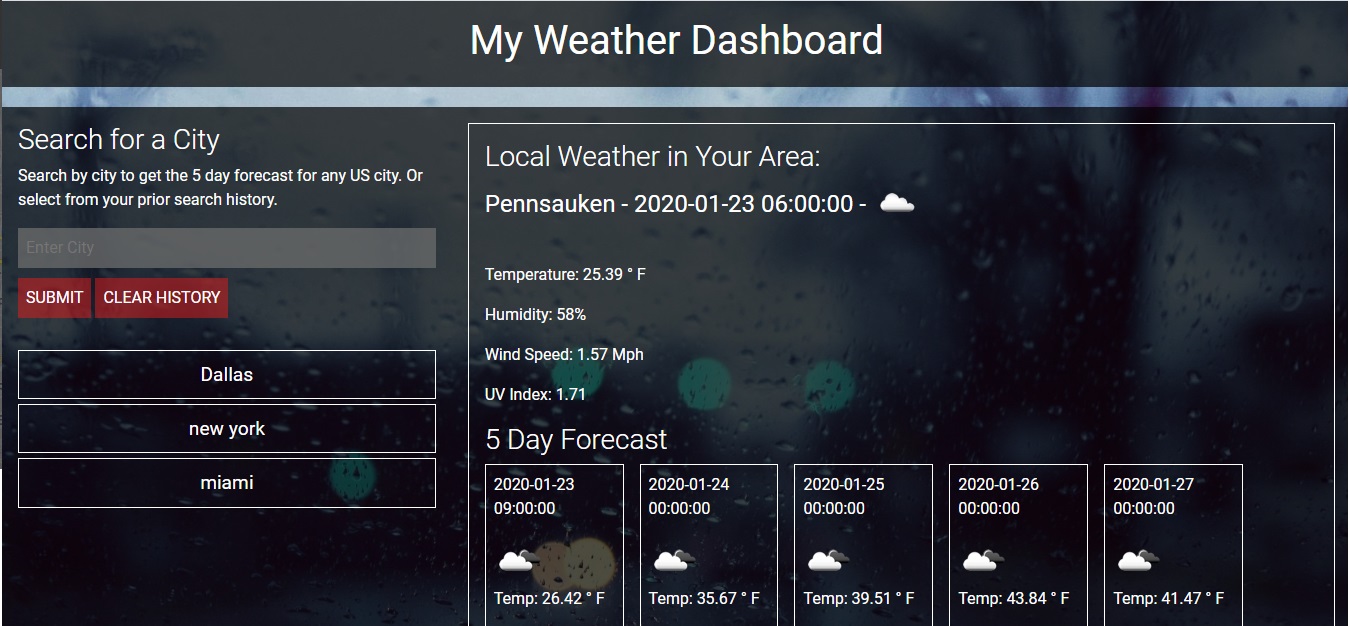 My Weather Dashboard
Search for a City
Search by city to get the 5 day forecast for any US city. Or
select from your prior search history.
Enter City
SUBMIT
CLEAR HISTORY
Dallas
new york
miami
Local Weather in Your Area:
Pennsauken - 2020-01-23 06:00:00 -
Temperature: 25.39 ° F
Humidity: 58%
Wind Speed: 1.57 Mph
UV Index: 1.71
5 Day Forecast
2020-01-23
09:00:00
Temp: 26.42 ° F
2020-01-24
00:00:00
Temp: 35.67 ° F
2020-01-25
00:00:00
Temp: 39.51 ° F
2020-01-26
00:00:00
Temp: 43.84 ° F
2020-01-27
00:00:00
Temp: 41.47 ° F